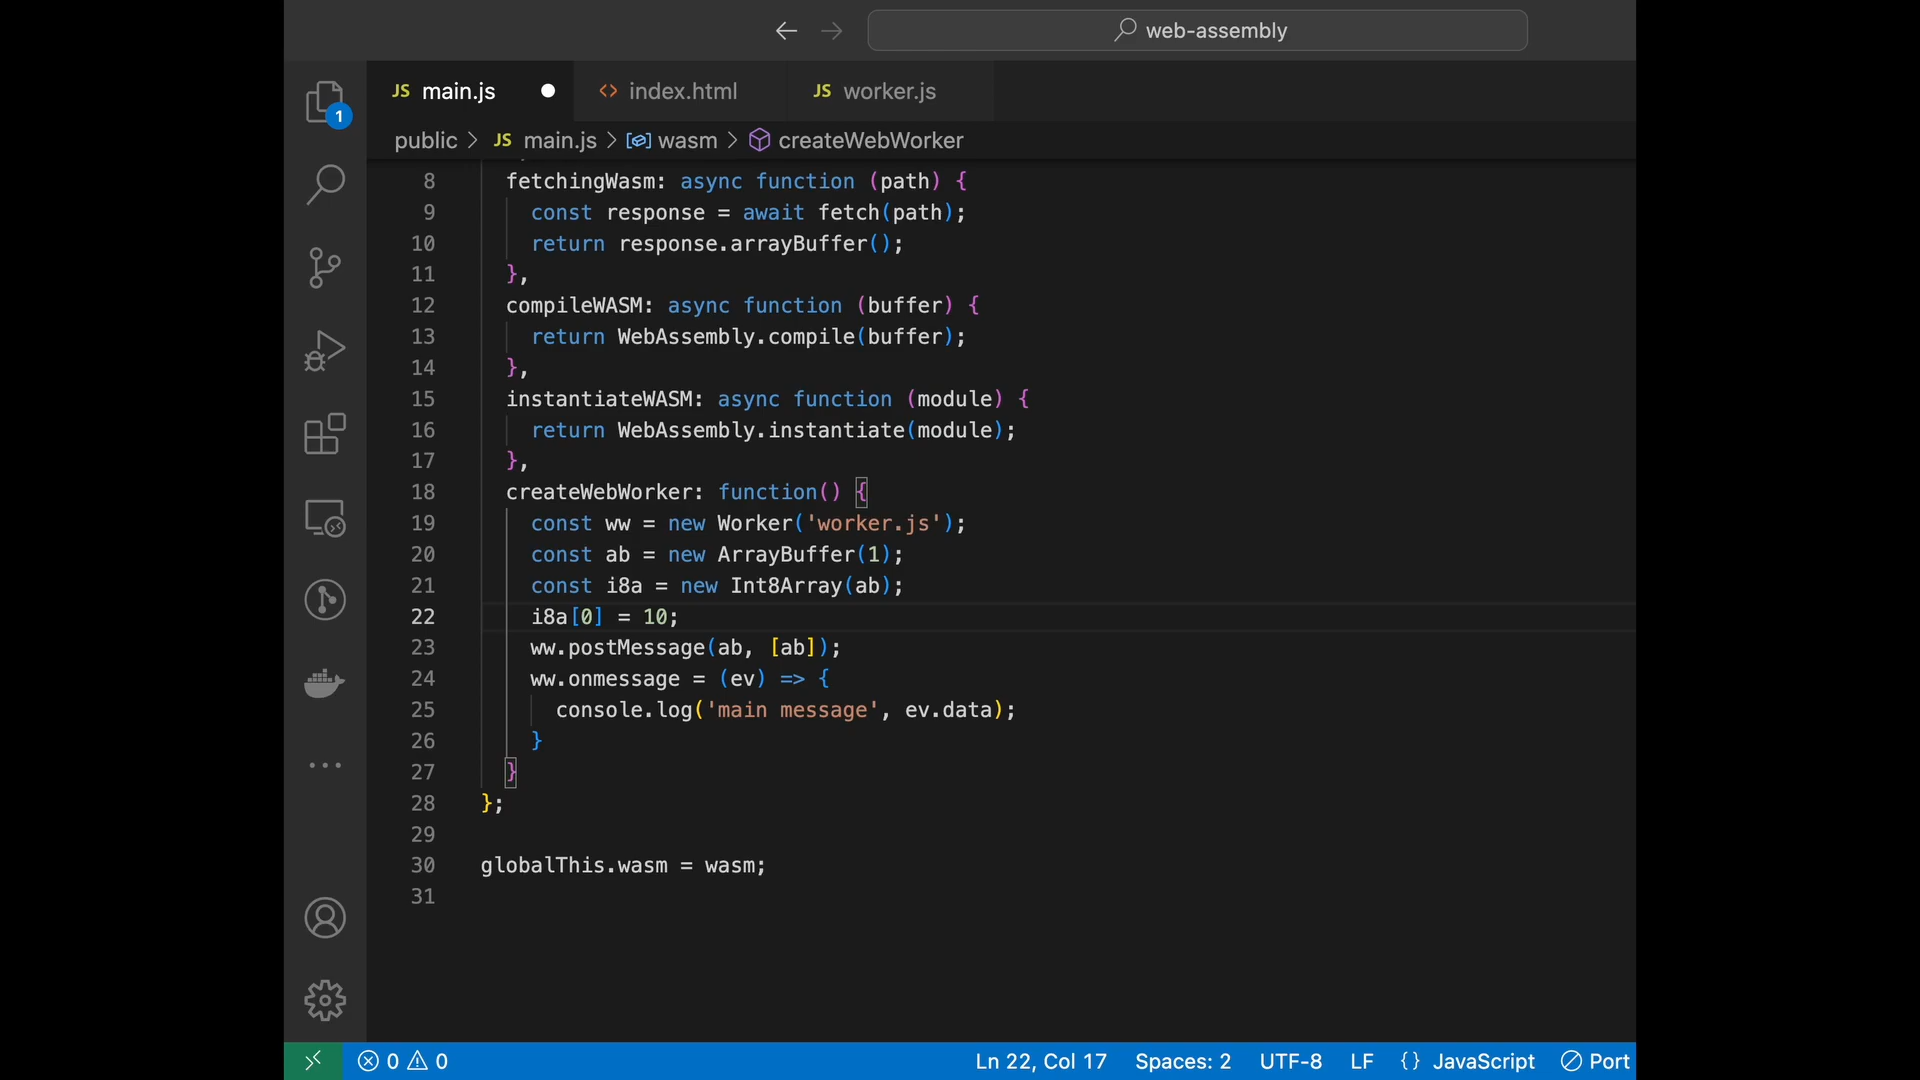 web-assembly
JS main.js
<> index.html
JS worker.js
1
public > JS main.js > wasm > createWebWorker
8 fetchingWasm: async function (path) {
9 const response = await fetch(path);
10 return response.arrayBuffer();
11 },
12 compileWASM: async function (buffer) {
13 return WebAssembly.compile(buffer);
14 },
15 instantiateWASM: async function (module) {
16 return WebAssembly.instantiate(module);
17 },
18 createWebWorker: function() {
19 const ww = new Worker('worker.js');
20 const ab = new ArrayBuffer(1);
21 const i8a = new Int8Array(ab);
22 i8a[0] = 10;
23 ww.postMessage(ab, [ab]);
24 ww.onmessage = (ev) => {
25 console.log('main message', ev.data);
26 }
27 }
28 };
29
30 globalThis.wasm = wasm;
31
0 0 Ln 22, Col 17 Spaces: 2 UTF-8 LF {} JavaScript Port